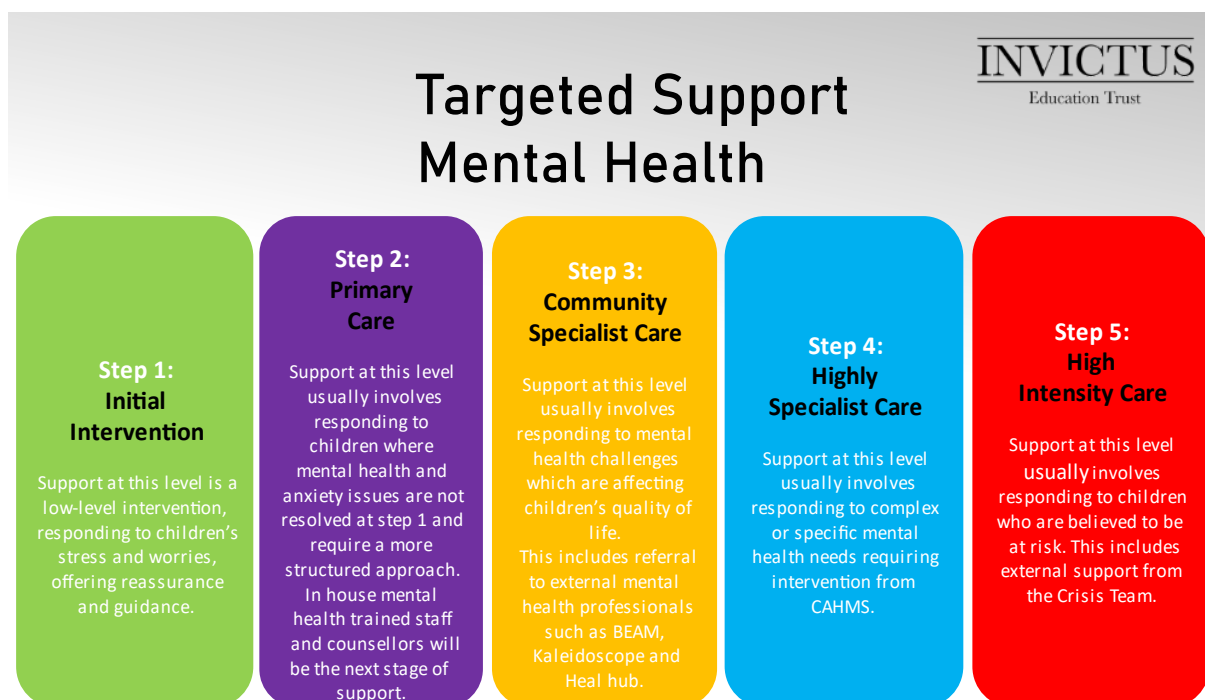 INVICTUS
Education Trust
Targeted Support
Mental Health
Step 1:
Initial
Intervention
Support at this level is a
low-level intervention,
responding to children’s
stress and worries,
offering reassurance
and guidance.
Step 2:
Primary
Care
Support at this level
usually involves
responding to
children where
mental health and
anxiety issues are not
resolved at step 1 and
require a more
structured approach.
In house mental
health trained staff
and counsellors will
be the next stage of
support.
Step 3:
Community
Specialist Care
Support at this level
usually involves
responding to mental
health challenges
which are affecting
children’s quality of
life.
This includes referral
to external mental
health professionals
such as BEAM,
Kaleidoscope and
Heal hub.
Step 4:
Highly
Specialist Care
Support at this level
usually involves
responding to complex
or specific mental
health needs requiring
intervention from
CAHMS.
Step 5:
High
Intensity Care
Support at this level
usually involves
responding to children
who are believed to be
at risk. This includes
external support from
the Crisis Team.